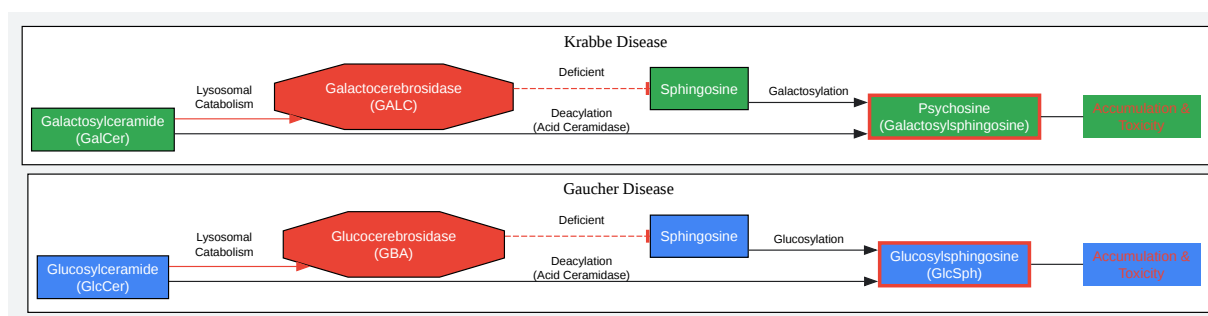 Krabbe Disease
Lysosomal
Catabolism
Galactosylceramide
(GalCer)
Galactocerebrosidase
(GALC)
Deficient
Deacylation
(Acid Ceramidase)
Sphingosine
Galactosylation
Psychosine
(Galactosylsphingosine)
Accumulation &
Toxicity
Gaucher Disease
Lysosomal
Catabolism
Glucosylceramide
(GlcCer)
Glucocerebrosidase
(GBA)
Deficient
Deacylation
(Acid Ceramidase)
Sphingosine
Glucosylation
Glucosylsphingosine
(GlcSph)
Accumulation &
Toxicity